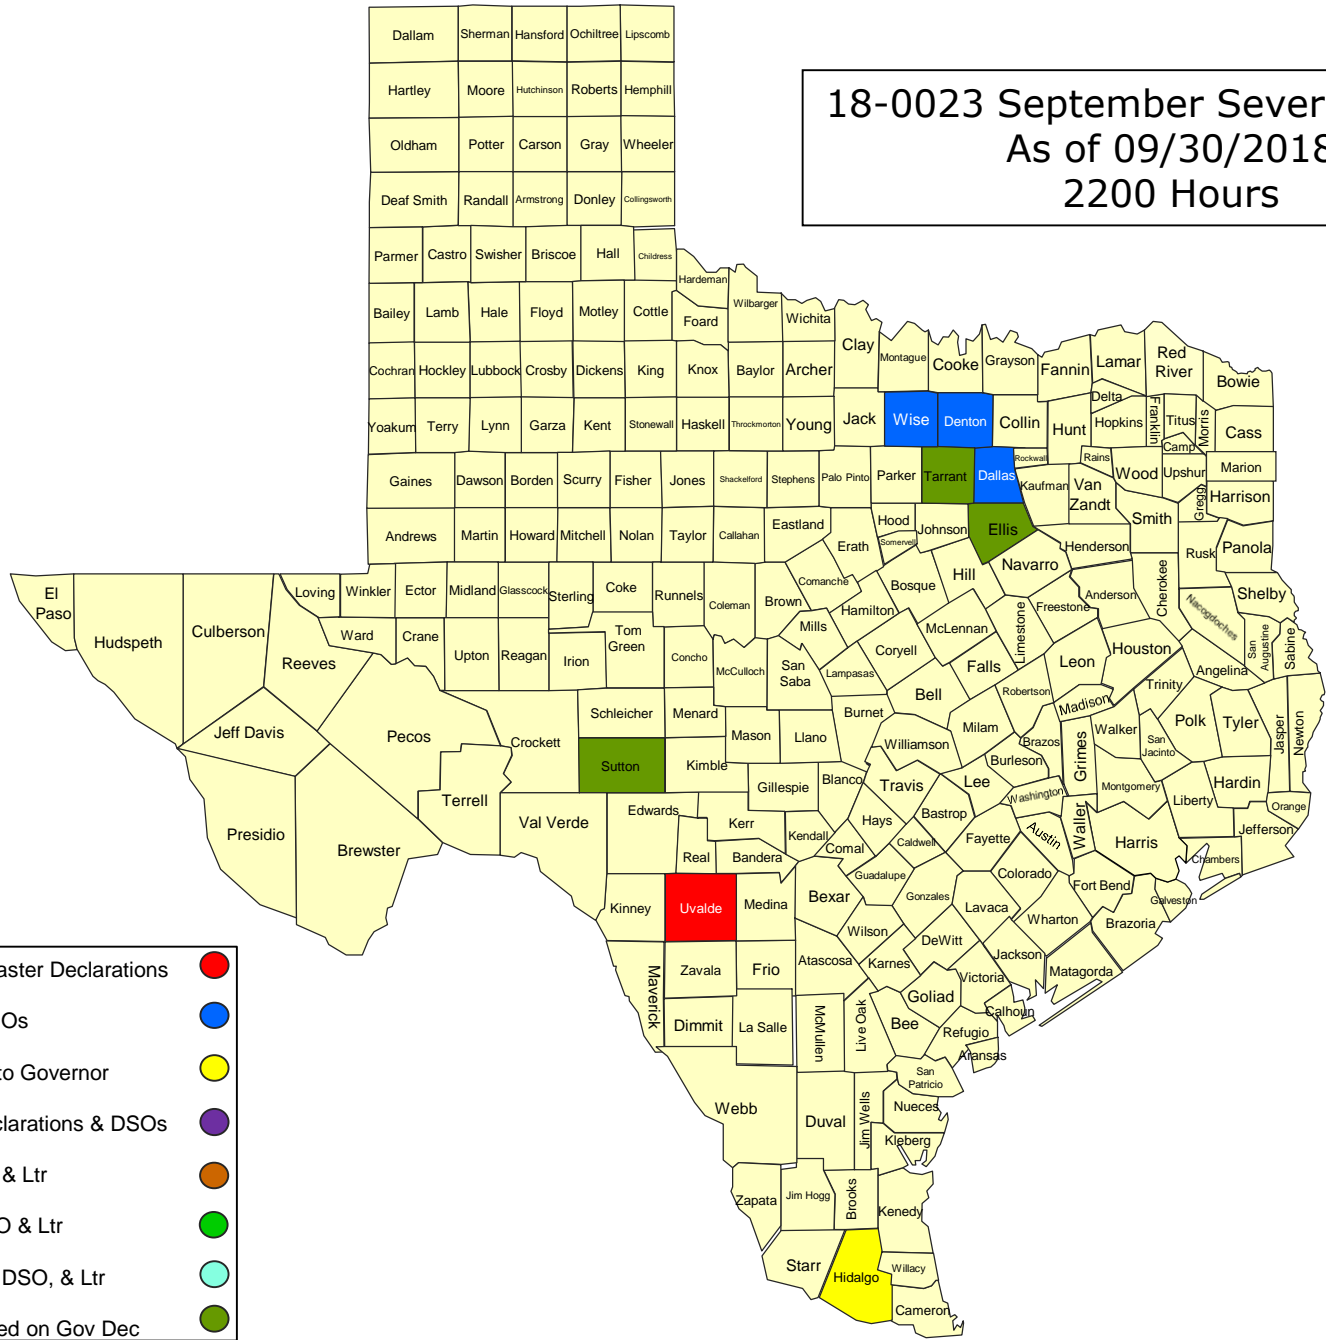 Dallam Sherman Hansford Ochiltree Lipscomb
Hartley Moore Hutchinson Roberts Hemphill
18-0023 September Sever
As of 09/30/2018
2200 Hours
Oldham Potter Carson Gray Wheeler
Deaf Smith Randall Armstrong Donley Collingsworth
Parmer Castro Swisher Briscoe Hall Childress
Hardeman
Bailey Lamb Hale Floyd Motley Cottle Foard Wilbarger Wichita
Clay Montague Cooke Grayson Fannin Lamar Red River Bowie
Cochran Hockley Lubbock Crosby Dickens King Knox Baylor Archer
Yoakum Terry Lynn Garza Kent Stonewall Haskell Throckmorton Young Jack Wise Denton Collin Hunt Delta Hopkins Franklin Titus Morris Cass
Camp
Gaines Dawson Borden Scurry Fisher Jones Shackelford Stephens Palo Pinto Parker Tarrant Dallas Rockwall Kaufman Rains Van Zandt Wood Upshur Marion
Gregg Harrison
Andrews Martin Howard Mitchell Nolan Taylor Callahan Eastland Erath Hood Somervell Johnson Ellis Henderson Smith Rusk Panola
El Paso Hudspeth Culberson Loving Winkler Ector Midland Glasscock Sterling Coke Runnels Coleman Brown Comanche Hamilton Bosque Hill Navarro Freestone Anderson Cherokee Nacogdoches Shelby
Reeves Ward Crane Upton Reagan Irion Tom Green Concho McCulloch San Saba Mills Lampasas Coryell McLennan Limestone Falls Leon Houston Angelina San Augustine Sabine
Jeff Davis Pecos Crockett Schleicher Menard Mason Llano Burnet Bell Milam Robertson Madison Trinity Walker San Jacinto Polk Tyler Jasper Newton
Sutton Kimble Gillespie Blanco Williamson Travis Lee Burleson Brazos Grimes Washington Montgomery Liberty Hardin Orange
Presidio Brewster Terrell Val Verde Edwards Kerr Kendall Hays Comal Caldwell Bastrop Fayette Austin Waller Harris Jefferson Chambers
Real Bandera Guadalupe Gonzales Colorado Fort Bend Galveston
Kinney Uvalde Medina Bexar Wilson Lavaca Wharton Brazoria
Maverick Zavala Frio Atascosa Karnes DeWitt Jackson Matagorda
Dimmit La Salle McMullen Live Oak Bee Goliad Victoria Calhoun Refugio Aransas
San Patricio
Webb Duval Jim Wells Nueces Kleberg
Zapata Jim Hogg Brooks Kenedy
Starr Hidalgo Willacy
Cameron
aster Declarations
Os
to Governor
clarations & DSOs
& Ltr
O & Ltr
DSO, & Ltr
ed on Gov Dec